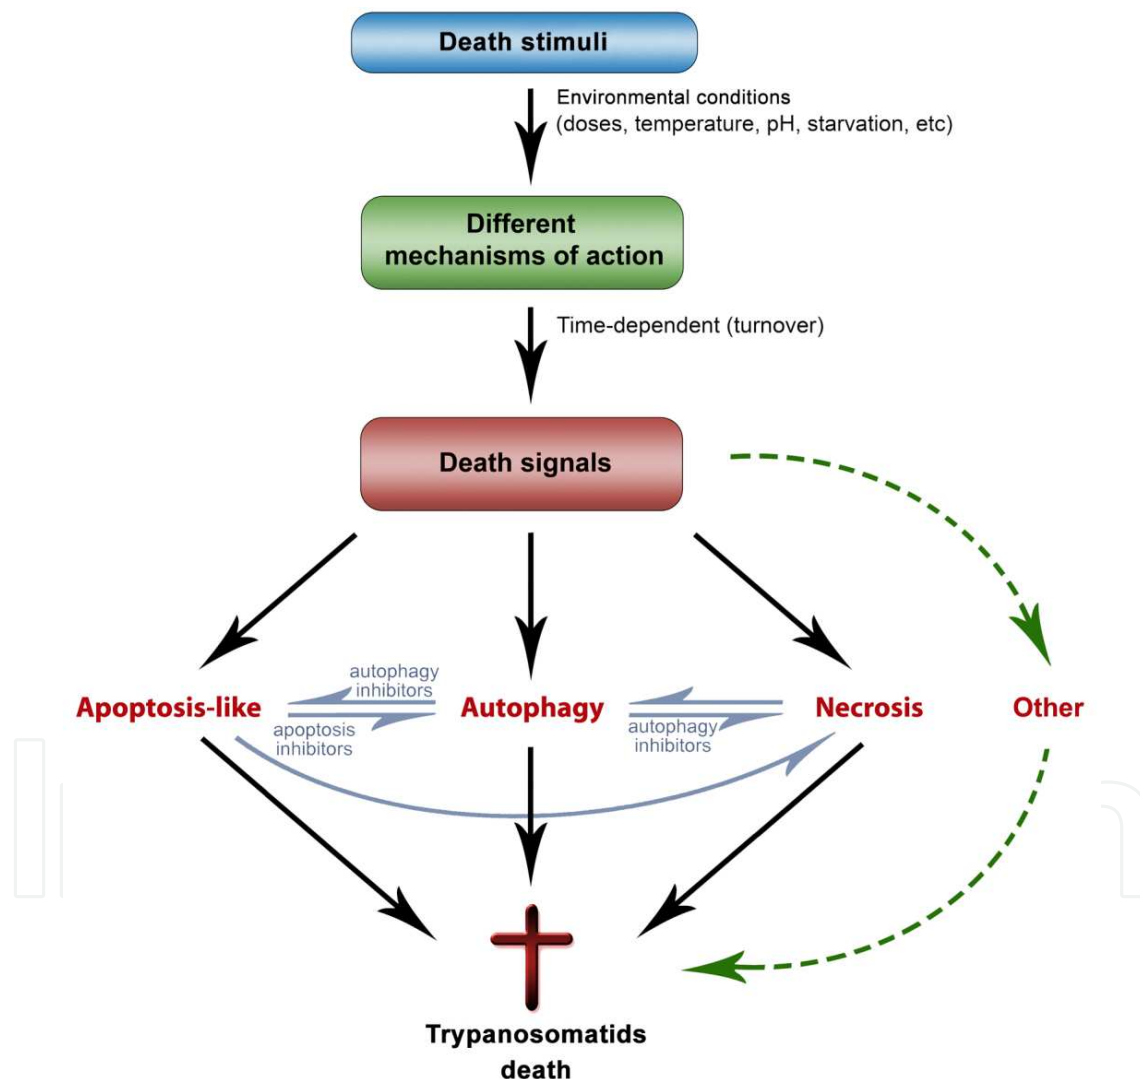 Death stimuli
Environmental conditions
(doses, temperature, pH, starvation, etc)
Different
mechanisms of action
Time-dependent (turnover)
Death signals
autophagy
inhibitors
Apoptosis-like
Autophagy
Necrosis
Other
apoptosis
inhibitors
autophagy
inhibitors
Trypanosomatids
death